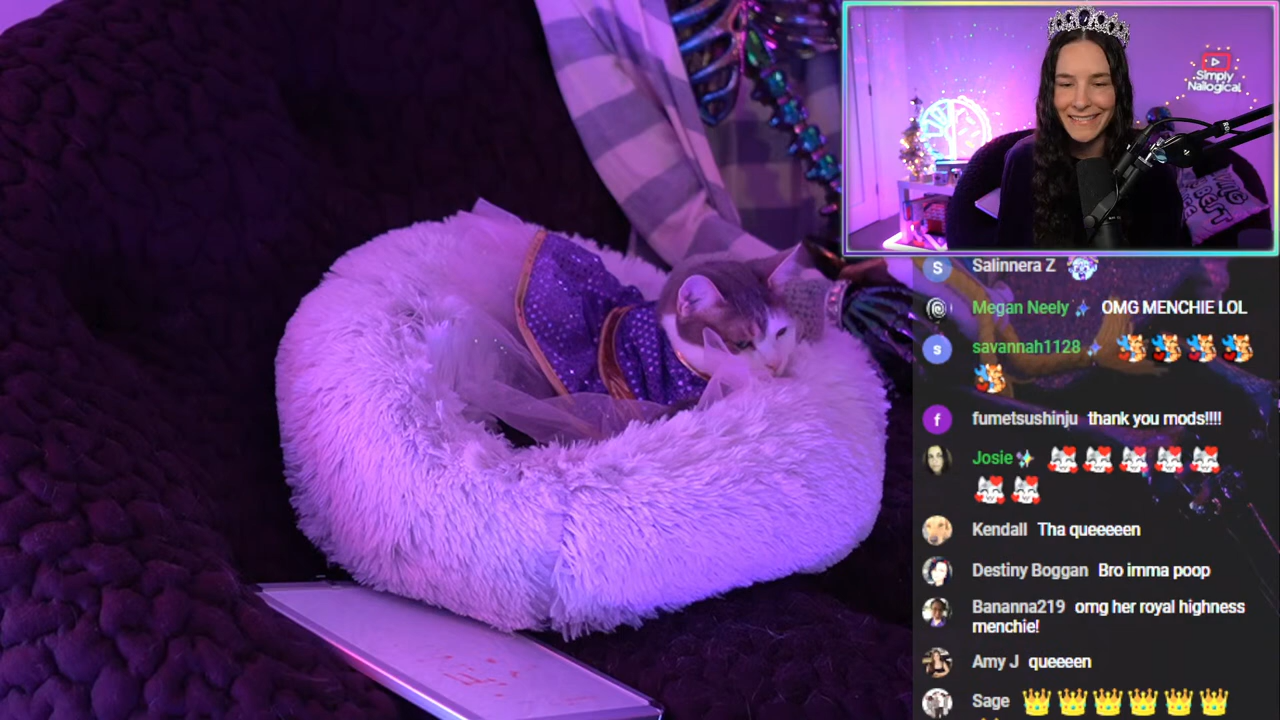 Simply
Nailogical
Salinnera Z
Megan Neely OMG MENCHIE LOL
savannah1128
fumetsushinju thank you mods!!!!
Josie
Kendall Tha queeeeen
Destiny Boggan Bro imma poop
Bananna219 omg her royal highness
menchie!
Amy J queeeen
Sage
S
s
f